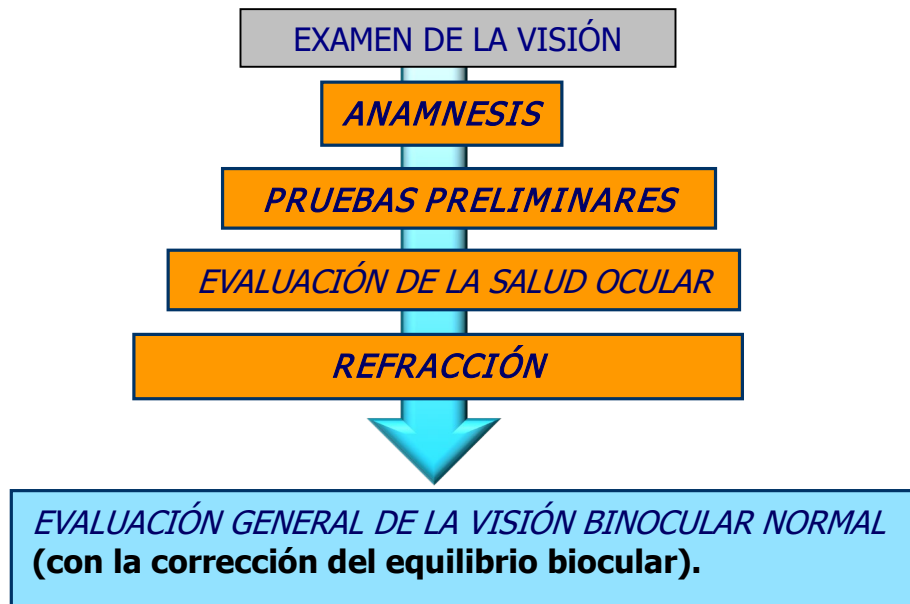 EXAMEN DE LA VISIÓN
ANAMNESIS
PRUEBAS PRELIMINARES
EVALUACIÓN DE LA SALUD OCULAR
REFRACCIÓN
EVALUACIÓN GENERAL DE LA VISIÓN BINOCULAR NORMAL
(con la corrección del equilibrio biocular).